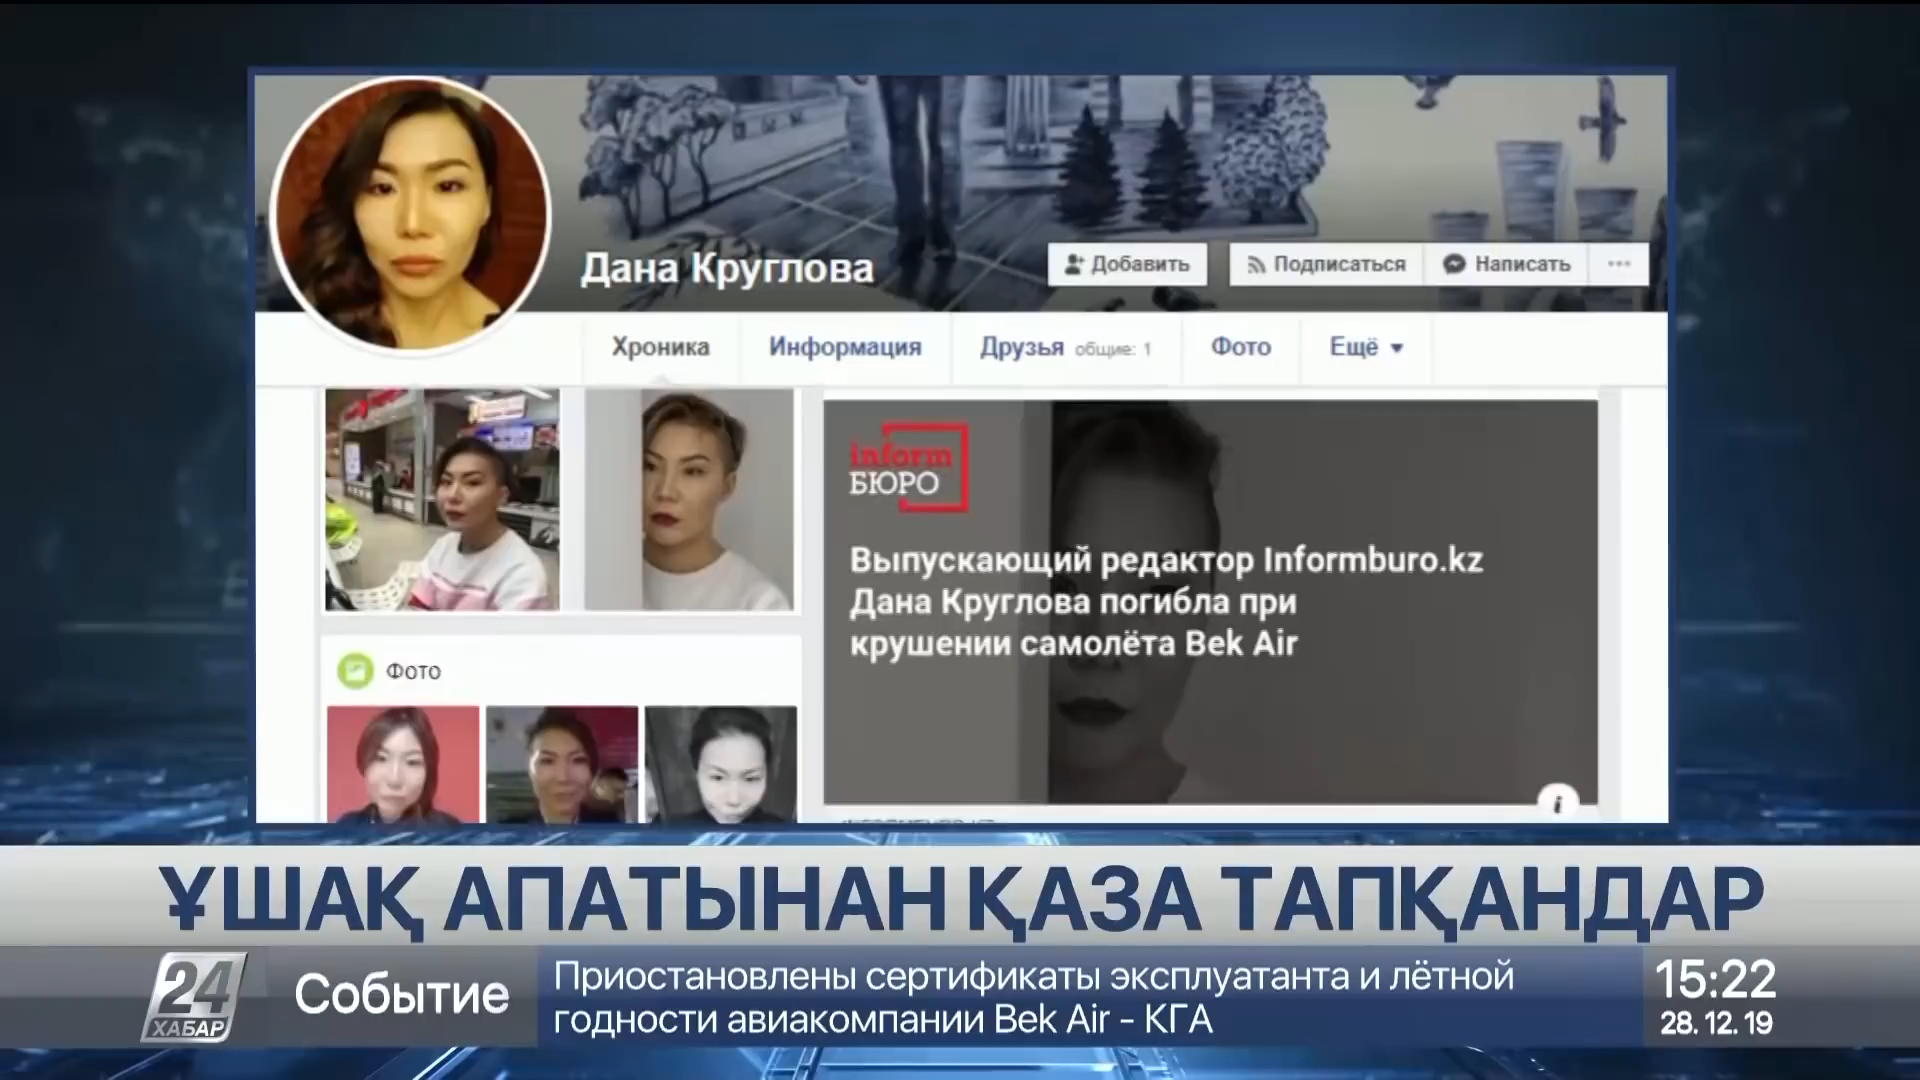 Дана Круглова
Добавить
Подписаться
Написать
Хроника
Информация
Друзья общие: 1
Фото
Ещё
inform
БЮРО
Выпускающий редактор Informburo.kz
Дана Круглова погибла при
крушении самолёта Bek Air
Фото
ҰШАҚ АПАТЫНАН ҚАЗА ТАПҚАНДАР
24
ХАБАР
Событие
Приостановлены сертификаты эксплуатанта и лётной
годности авиакомпании Bek Air - КГА
15:22
28. 12. 19